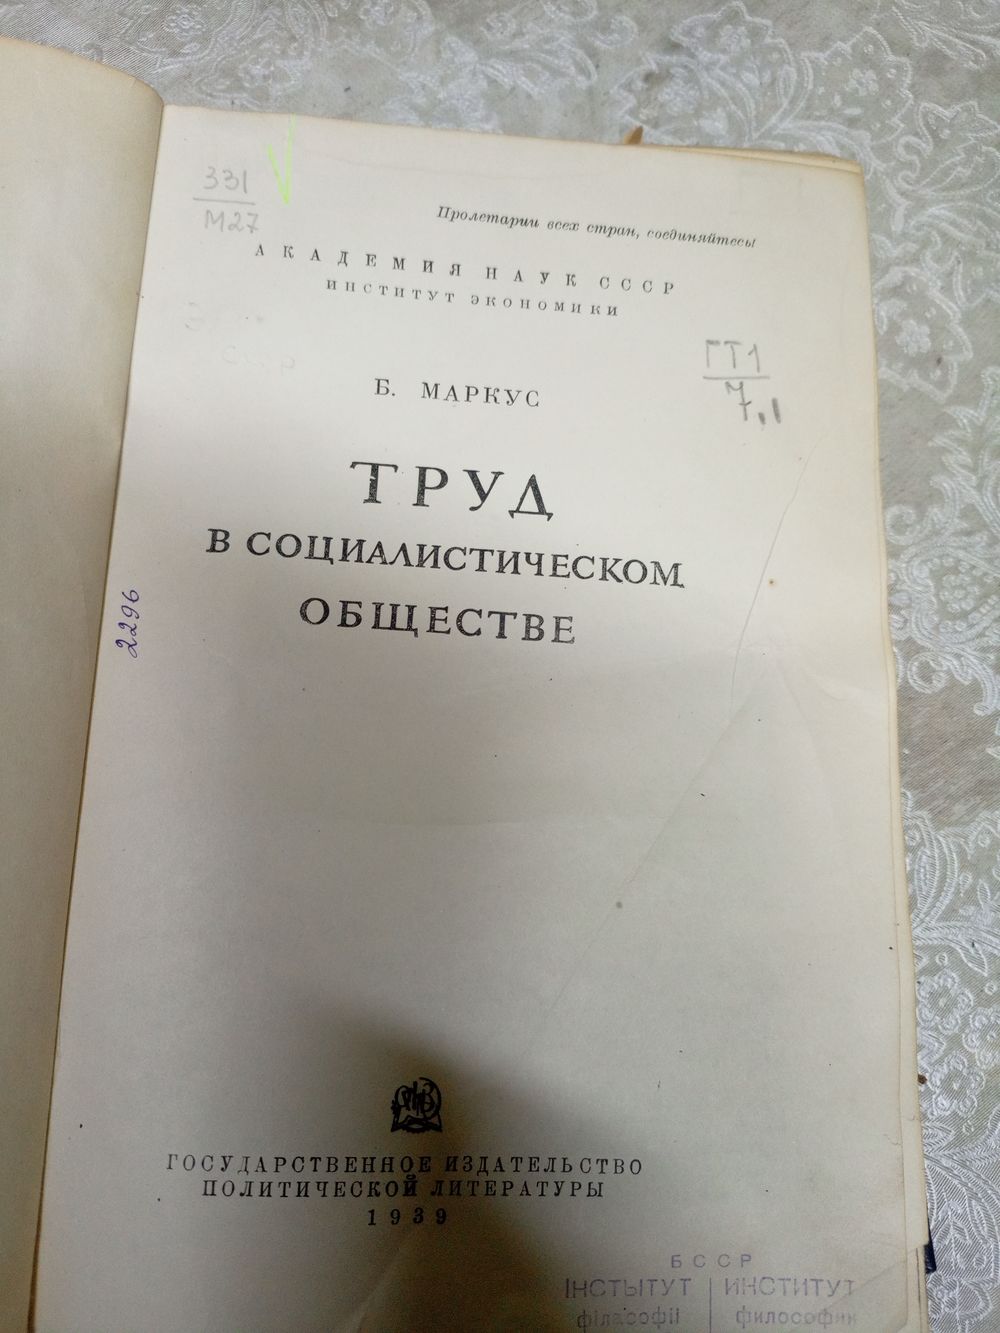 331
М27
Пролетарии всех стран, соединяйтесь!
АКАДЕМИЯ НАУК СССР
ИНСТИТУТ ЭКОНОМИКИ
ГТ1
7,1
Б. МАРКУС
ТРУД
В СОЦИАЛИСТИЧЕСКОМ
ОБЩЕСТВЕ
2296
ГОСУДАРСТВЕННОЕ ИЗДАТЕЛЬСТВО
ПОЛИТИЧЕСКОЙ ЛИТЕРАТУРЫ
1939
БССР
ІНСТЫТУТ ИНСТИТУТ
філасофіі философии